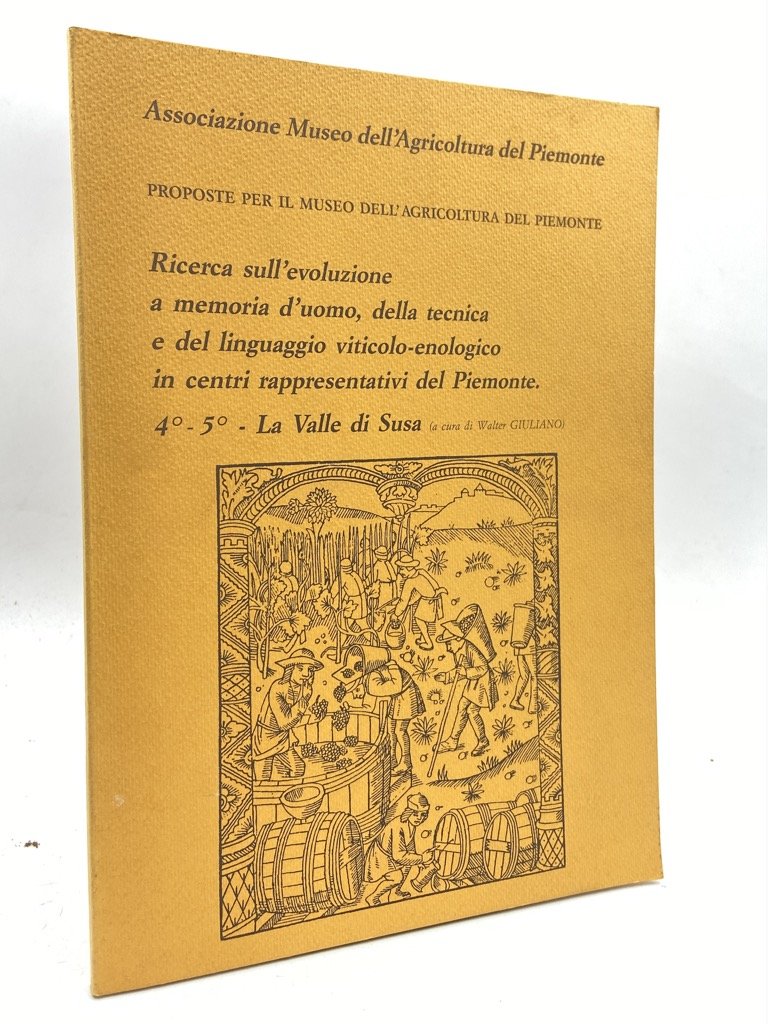 Associazione Museo dell'Agricoltura del Piemonte
PROPOSTE PER IL MUSEO DELL'AGRICOLTURA DEL PIEMONTE
Ricerca sull'evoluzione
a memoria d'uomo, della tecnica
e del linguaggio viticolo-enologico
in centri rappresentativi del Piemonte.
4° - 5° - La Valle di Susa (a cura di Walter GIULIANO)